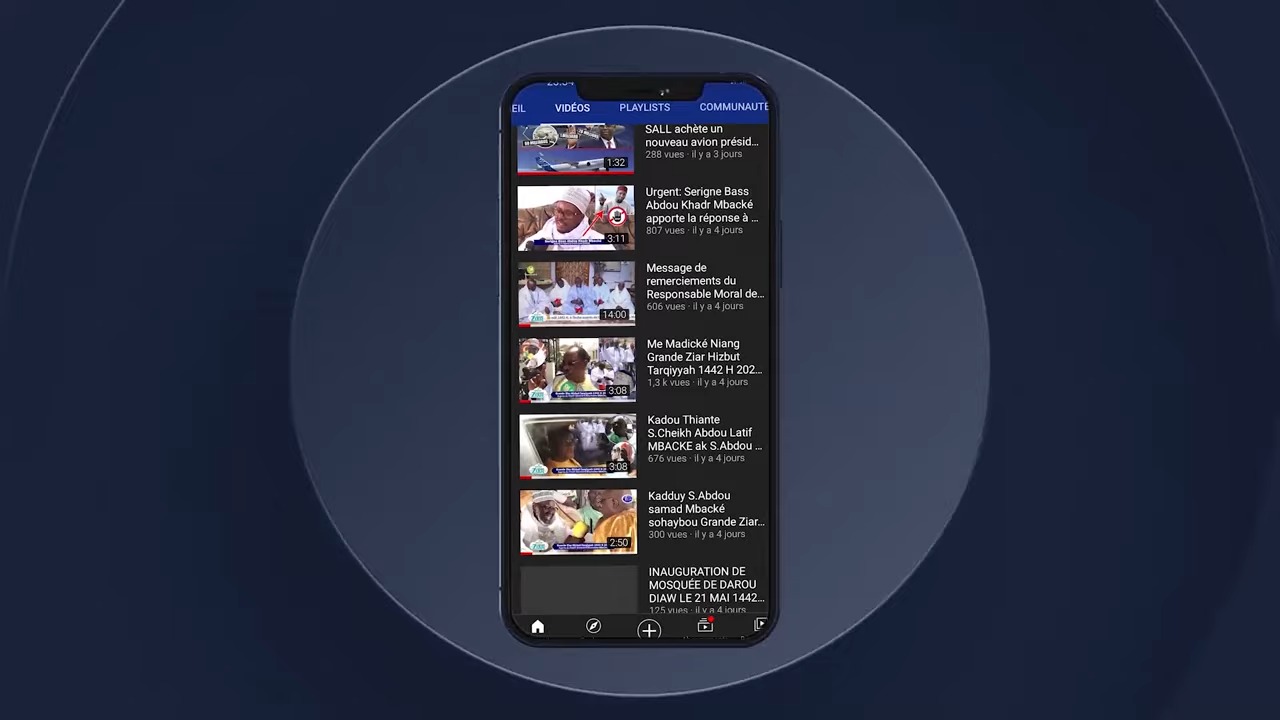 EIL VIDÉOS PLAYLISTS COMMUNAUTÉ
SALL achète un
nouveau avion présid...
288 vues · il y a 3 jours
1:32
Urgent: Serigne Bass
Abdou Khadr Mbacké
apporte la réponse à ...
807 vues · il y a 4 jours
3:11
Message de
remerciements du
Responsable Moral de...
606 vues · il y a 4 jours
14:00
Me Madické Niang
Grande Ziar Hizbut
Tarqiyyah 1442 H 202...
1,3 k vues · il y a 4 jours
3:08
Kadou Thiante
S.Cheikh Abdou Latif
MBACKE ak S.Abdou ...
676 vues · il y a 4 jours
3:08
Kadduy S.Abdou
samad Mbacké
sohaybou Grande Ziar...
300 vues · il y a 4 jours
2:50
INAUGURATION DE
MOSQUÉE DE DAROU
DIAW LE 21 MAI 1442...
125 vues · il y a 4 jours